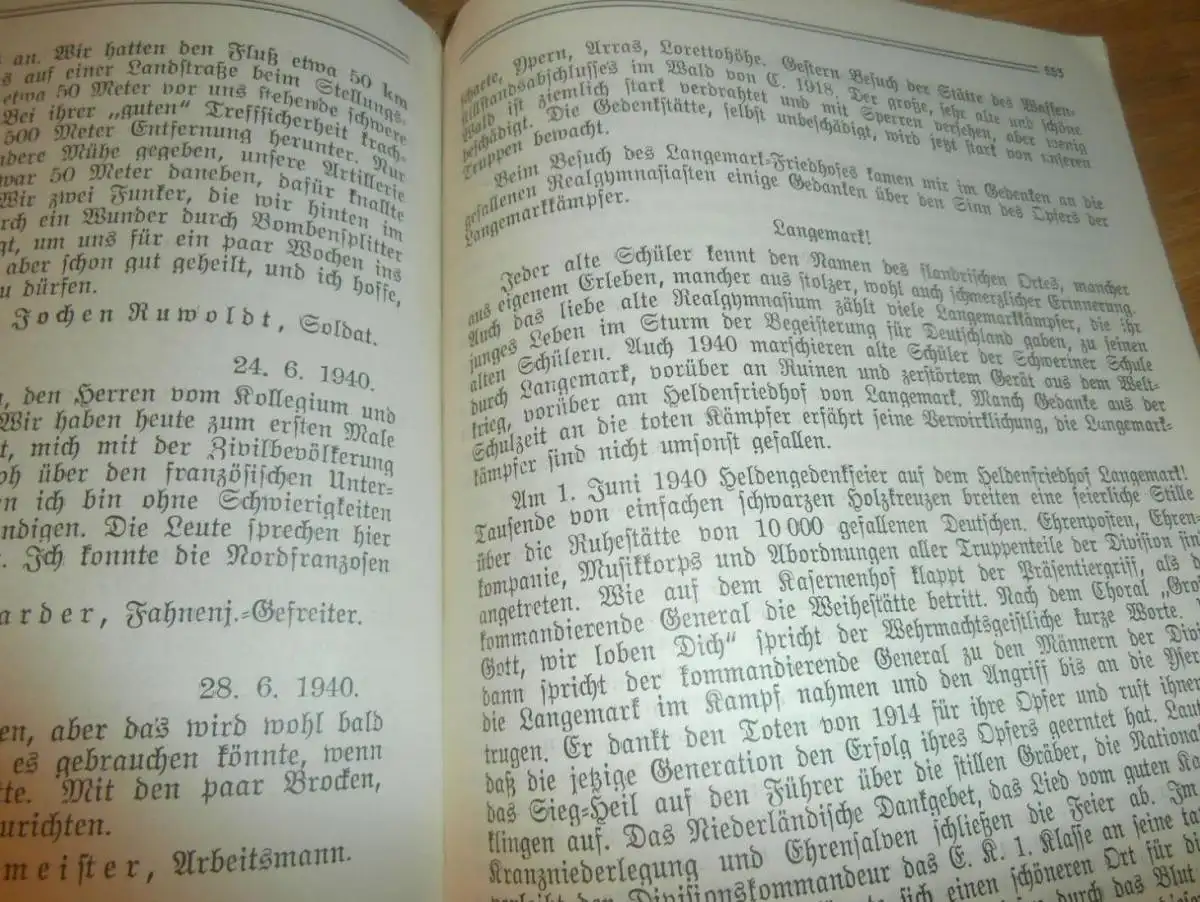 an. Wir hatten den Fluß etwa 50 km
auf einer Landstraße beim Stellungs-
etwa 50 Meter vor uns stehende schwere
Bei ihrer „guten“ Treffsicherheit krach-
500 Meter Entfernung herunter. Nur
ndere Mühe gegeben, unsere Artillerie
war 50 Meter daneben, dafür knallte
Wir zwei Funker, die wir hinten im
rch ein Wunder durch Bombensplitter
gt, um uns für ein paar Wochen ins
aber schon gut geheilt, und ich hoffe,
u dürfen.
Jochen Ruwoldt, Soldat.
24. 6. 1940.
, den Herren vom Kollegium und
Wir haben heute zum ersten Male
t, mich mit der Zivilbevölkerung
oh über den französischen Unter-
en ich bin ohne Schwierigkeiten
ndigen. Die Leute sprechen hier
. Ich konnte die Nordfranzosen
arder, Fahnenj.-Gefreiter.
28. 6. 1940.
en, aber das wird wohl bald
es gebrauchen könnte, wenn
tte. Mit den paar Brocken,
urichten.
meister, Arbeitsmann.
653
schaete, Ypern, Arras, Lorettohöhe. Gestern Besuch der Stätte des Waffen-
stillstandsabschlusses im Wald von C. 1918. Der große, sehr alte und schöne
Wald ist ziemlich stark verdrahtet und mit Sperren versehen, aber wenig
beschädigt. Die Gedenkstätte, selbst unbeschädigt, wird jetzt stark von unseren
Truppen bewacht.
Beim Besuch des Langemark-Friedhofes kamen mir im Gedenken an die
gefallenen Realgymnasiasten einige Gedanken über den Sinn des Opfers der
Langemarkkämpfer.
Langemark!
Jeder alte Schüler kennt den Namen des flandrischen Ortes, mancher
aus eigenem Erleben, mancher aus stolzer, wohl auch schmerzlicher Erinnerung.
Auch das liebe alte Realgymnasium zählt viele Langemarkkämpfer, die ihr
junges Leben im Sturm der Begeisterung für Deutschland gaben, zu seinen
alten Schülern. Auch 1940 marschieren alte Schüler der Schweriner Schule
durch Langemark, vorüber an Ruinen und zerstörtem Gerät aus dem Welt-
krieg, vorüber am Heldenfriedhof von Langemark. Manch Gedanke aus der
Schulzeit an die toten Kämpfer erfährt seine Verwirklichung, die Langemark-
kämpfer sind nicht umsonst gefallen.
Am 1. Juni 1940 Heldengedenkfeier auf dem Heldenfriedhof Langemark!
Tausende von einfachen schwarzen Holzkreuzen breiten eine feierliche Stille
über die Ruhestätte von 10 000 gefallenen Deutschen. Ehrenposten, Ehren-
kompanie, Musikkorps und Abordnungen aller Truppenteile der Division sin
angetreten. Wie auf dem Kasernenhof klappt der Präsentiergriff, als d
kommandierende General die Weihestätte betritt. Nach dem Choral „Gro
Gott, wir loben Dich“ spricht der Wehrmachtsgeistliche kurze Worte.
dann spricht der kommandierende General zu den Männern der Divi
die Langemark im Kampf nahmen und den Angriff bis an die Yser
trugen. Er dankt den Toten von 1914 für ihre Opfer und ruft ihnen
daß die jetzige Generation den Erfolg ihres Opfers geerntet hat. Laut
das Sieg-Heil auf den Führer über die stillen Gräber, die National
klingen auf. Das Niederländische Dankgebet, das Lied vom guten Ka
Kranzniederlegung und Ehrensalven schließen die Feier ab. Im
verleiht der Divisionskommandeur das E. K. 1. Klasse an seine ta
sich einen schöneren Ort für di
durch das Blut